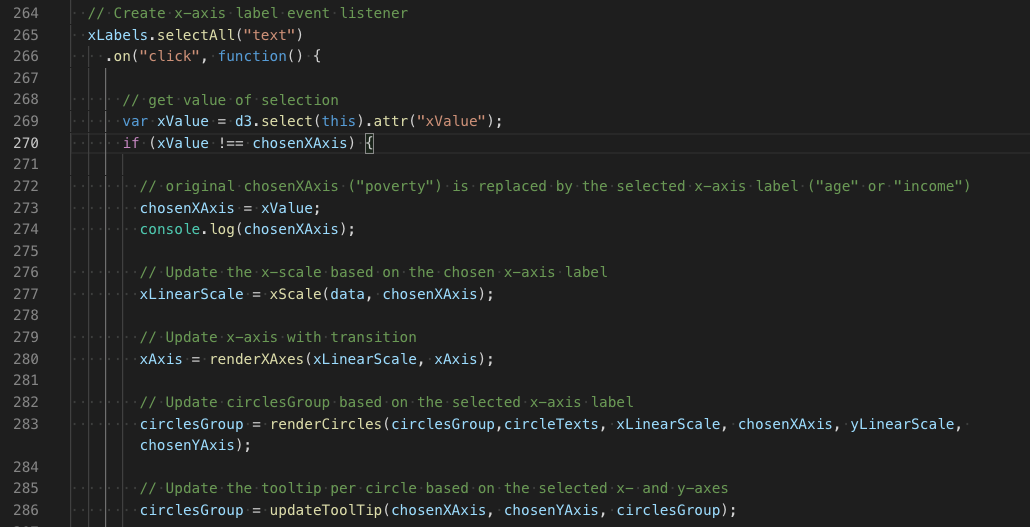 264 // Create x-axis label event listener
265 xLabels.selectAll("text")
266 .on("click", function() {
267
268 // get value of selection
269 var xValue = d3.select(this).attr("xValue");
270 if (xValue !== chosenXAxis) {
271
272 // original chosenXAxis ("poverty") is replaced by the selected x-axis label ("age" or "income")
273 chosenXAxis = xValue;
274 console.log(chosenXAxis);
275
276 // Update the x-scale based on the chosen x-axis label
277 xLinearScale = xScale(data, chosenXAxis);
278
279 // Update x-axis with transition
280 xAxis = renderXAxes(xLinearScale, xAxis);
281
282 // Update circlesGroup based on the selected x-axis label
283 circlesGroup = renderCircles(circlesGroup,circleTexts, xLinearScale, chosenXAxis, yLinearScale,
chosenYAxis);
284
285 // Update the tooltip per circle based on the selected x- and y-axes
286 circlesGroup = updateToolTip(chosenXAxis, chosenYAxis, circlesGroup);